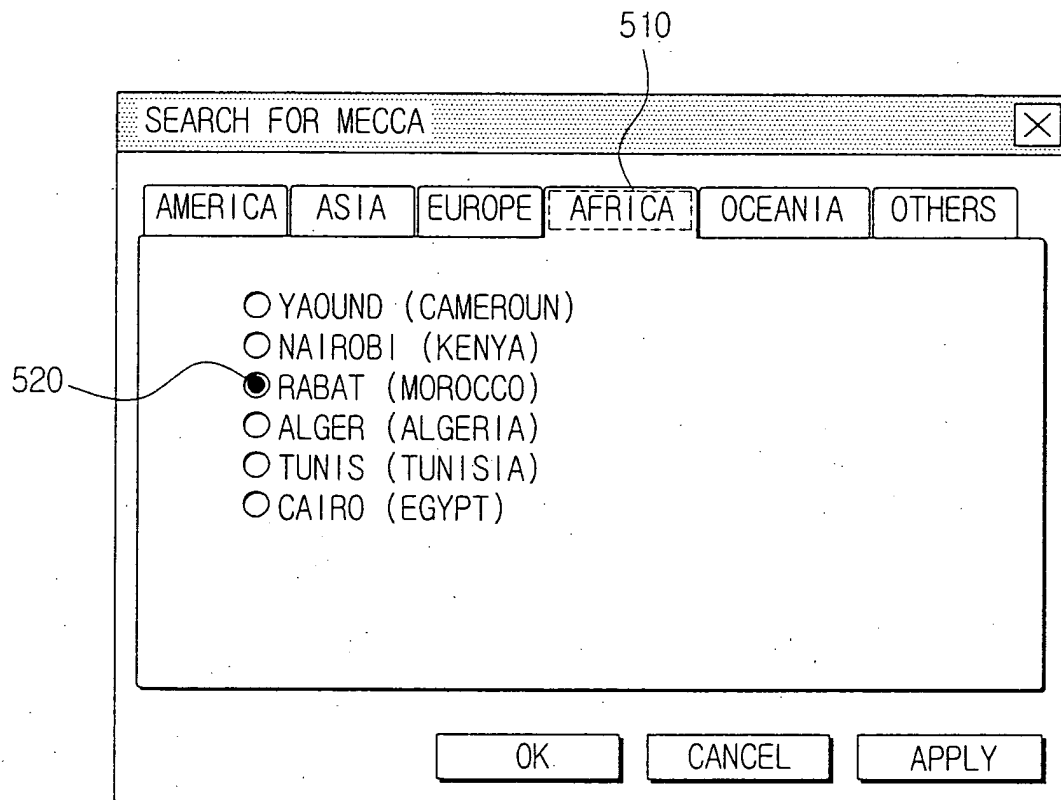 510
SEARCH FOR MECCA
AMERICA ASIA EUROPE AFRICA OCEANIA OTHERS
YAOUND (CAMEROUN)
NAIROBI (KENYA)
520 RABAT (MOROCCO)
ALGER (ALGERIA)
TUNIS (TUNISIA)
CAIRO (EGYPT)
OK CANCEL APPLY